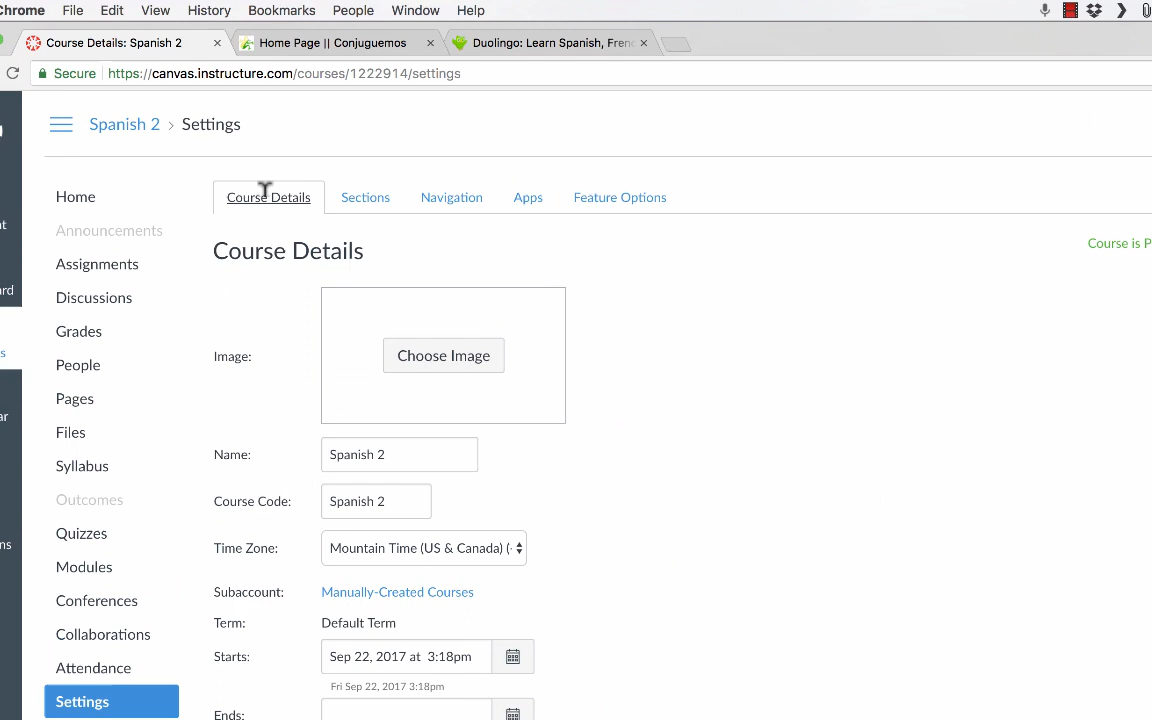 Chrome File Edit View History Bookmarks People Window Help
Course Details: Spanish 2 Home Page || Conjuguemos Duolingo: Learn Spanish, Fren
Secure https://canvas.instructure.com/courses/1222914/settings
Spanish 2 > Settings
Home
Announcements
Assignments
Discussions
Grades
People
Pages
Files
Syllabus
Outcomes
Quizzes
Modules
Conferences
Collaborations
Attendance
Settings
Course Details Sections Navigation Apps Feature Options
Course Details
Course is P
Image:
Choose Image
Name: Spanish 2
Course Code: Spanish 2
Time Zone: Mountain Time (US & Canada) (-
Subaccount: Manually-Created Courses
Term: Default Term
Starts: Sep 22, 2017 at 3:18pm
Fri Sep 22, 2017 3:18pm
Ends: